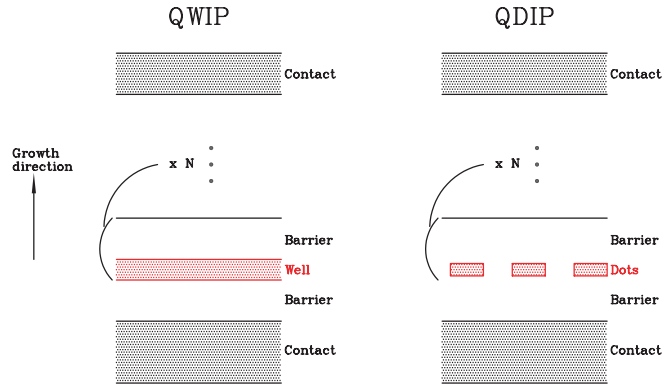 QWIP
Contact
Growth
direction
x N
Barrier
Well
Barrier
Contact
QDIP
Contact
x N
Barrier
Dots
Barrier
Contact